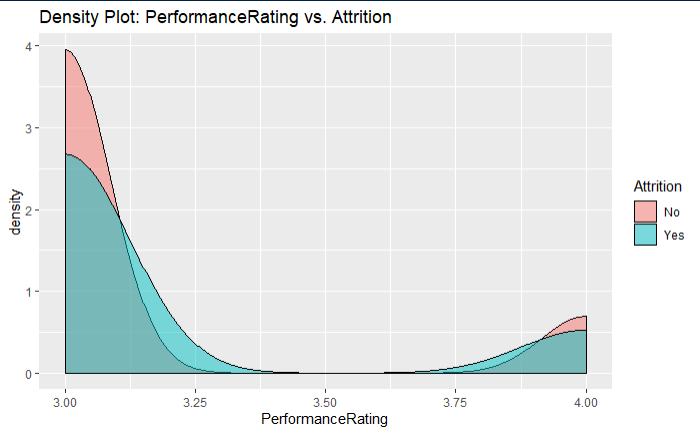 Density Plot: PerformanceRating vs. Attrition
4
3
2
1
0
density
3.00
3.25
3.50
3.75
4.00
PerformanceRating
Attrition
No
Yes